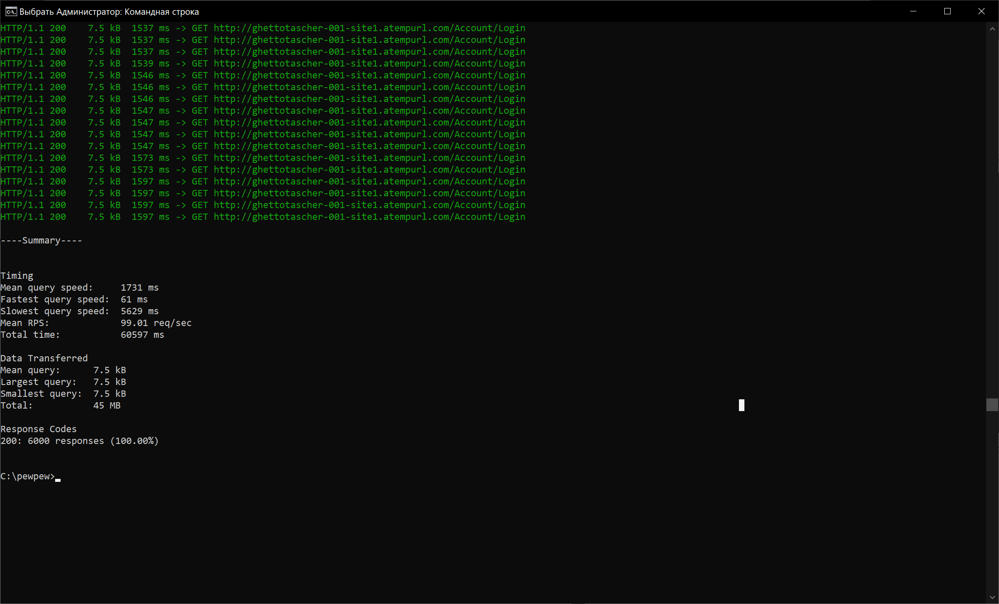 Выбрать Администратор: Командная строка
HTTP/1.1 200    7.5 kB  1537 ms -> GET http://ghettotascher-001-site1.atempurl.com/Account/Login
HTTP/1.1 200    7.5 kB  1537 ms -> GET http://ghettotascher-001-site1.atempurl.com/Account/Login
HTTP/1.1 200    7.5 kB  1537 ms -> GET http://ghettotascher-001-site1.atempurl.com/Account/Login
HTTP/1.1 200    7.5 kB  1539 ms -> GET http://ghettotascher-001-site1.atempurl.com/Account/Login
HTTP/1.1 200    7.5 kB  1546 ms -> GET http://ghettotascher-001-site1.atempurl.com/Account/Login
HTTP/1.1 200    7.5 kB  1546 ms -> GET http://ghettotascher-001-site1.atempurl.com/Account/Login
HTTP/1.1 200    7.5 kB  1546 ms -> GET http://ghettotascher-001-site1.atempurl.com/Account/Login
HTTP/1.1 200    7.5 kB  1547 ms -> GET http://ghettotascher-001-site1.atempurl.com/Account/Login
HTTP/1.1 200    7.5 kB  1547 ms -> GET http://ghettotascher-001-site1.atempurl.com/Account/Login
HTTP/1.1 200    7.5 kB  1547 ms -> GET http://ghettotascher-001-site1.atempurl.com/Account/Login
HTTP/1.1 200    7.5 kB  1547 ms -> GET http://ghettotascher-001-site1.atempurl.com/Account/Login
HTTP/1.1 200    7.5 kB  1573 ms -> GET http://ghettotascher-001-site1.atempurl.com/Account/Login
HTTP/1.1 200    7.5 kB  1573 ms -> GET http://ghettotascher-001-site1.atempurl.com/Account/Login
HTTP/1.1 200    7.5 kB  1597 ms -> GET http://ghettotascher-001-site1.atempurl.com/Account/Login
HTTP/1.1 200    7.5 kB  1597 ms -> GET http://ghettotascher-001-site1.atempurl.com/Account/Login
HTTP/1.1 200    7.5 kB  1597 ms -> GET http://ghettotascher-001-site1.atempurl.com/Account/Login
HTTP/1.1 200    7.5 kB  1597 ms -> GET http://ghettotascher-001-site1.atempurl.com/Account/Login
----Summary----
Timing
Mean query speed:     1731 ms
Fastest query speed:  61 ms
Slowest query speed:  5629 ms
Mean RPS:             99.01 req/sec
Total time:           60597 ms
Data Transferred
Mean query:      7.5 kB
Largest query:   7.5 kB
Smallest query:  7.5 kB
Total:           45 MB
Response Codes
200: 6000 responses (100.00%)
C:\pewpew>